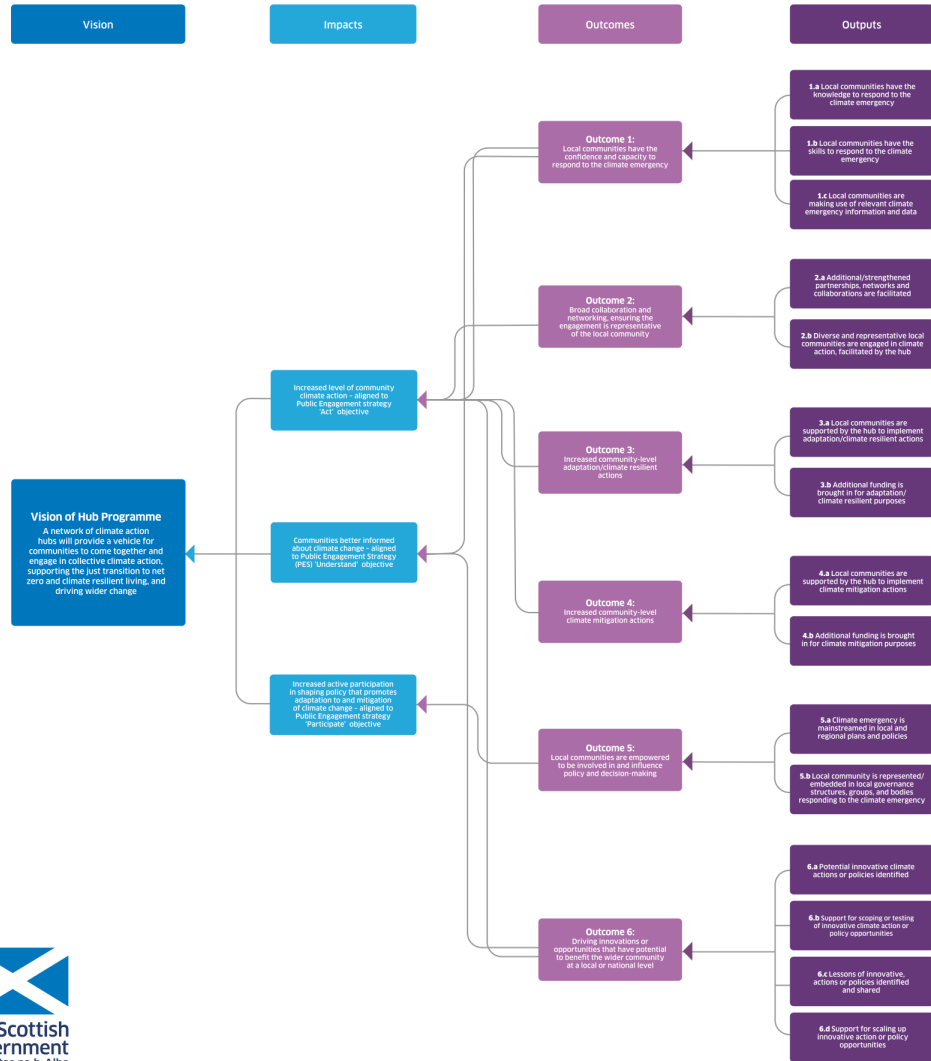 Vision
Impacts
Outcomes
Outputs
Vision of Hub Programme
A network of climate action
hubs will provide a vehicle for
communities to come together and
engage in collective climate action,
supporting the just transition to net
zero and climate resilient living, and
driving wider change
Increased level of community
climate action – aligned to
Public Engagement strategy
'Act' objective
Communities better informed
about climate change – aligned
to Public Engagement Strategy
(PES) 'Understand' objective
Increased active participation
in shaping policy that promotes
adaptation to and mitigation
of climate change – aligned to
Public Engagement strategy
'Participate' objective
Outcome 1:
Local communities have the
confidence and capacity to
respond to the climate emergency
Outcome 2:
Broad collaboration and
networking, ensuring the
engagement is representative
of the local community
Outcome 3:
Increased community-level
adaptation/climate resilient
actions
Outcome 4:
Increased community-level
climate mitigation actions
Outcome 5:
Local communities are empowered
to be involved in and influence
policy and decision-making
Outcome 6:
Driving innovations or
opportunities that have potential
to benefit the wider community
at a local or national level
1.a Local communities have the
knowledge to respond to the
climate emergency
1.b Local communities have the
skills to respond to the climate
emergency
1.c Local communities are
making use of relevant climate
emergency information and data
2.a Additional/strengthened
partnerships, networks and
collaborations are facilitated
2.b Diverse and representative local
communities are engaged in climate
action, facilitated by the hub
3.a Local communities are
supported by the hub to implement
adaptation/climate resilient actions
3.b Additional funding is
brought in for adaptation/
climate resilient purposes
4.a Local communities are
supported by the hub to implement
climate mitigation actions
4.b Additional funding is brought
in for climate mitigation purposes
5.a Climate emergency is
mainstreamed in local and
regional plans and policies
5.b Local community is represented/
embedded in local governance
structures, groups, and bodies
responding to the climate emergency
6.a Potential innovative climate
actions or policies identified
6.b Support for scoping or testing
of innovative climate action or
policy opportunities
6.c Lessons of innovative,
actions or policies identified
and shared
6.d Support for scaling up
innovative action or policy
opportunities
Scottish
ernment